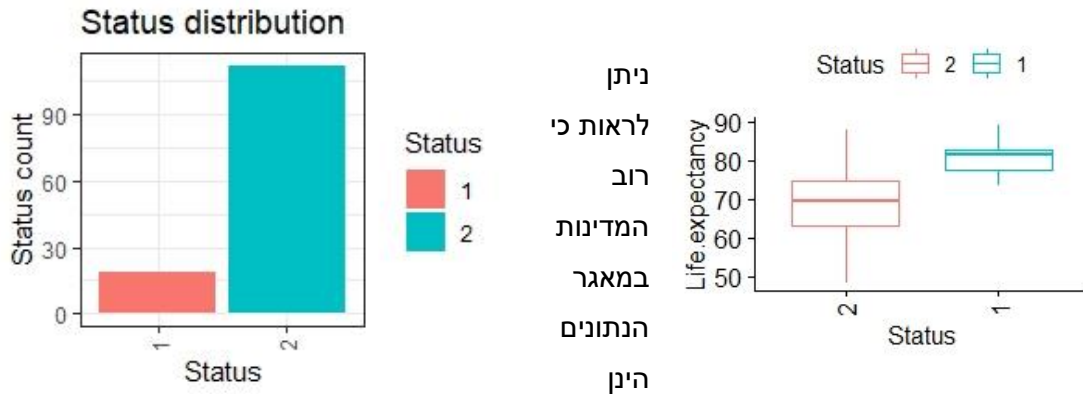 Status distribution
Status count
90
60
30
0
1
2
Status
Status
1
2
ניתן
לראות כי
רוב
המדינות
במאגר
הנתונים
הינן
Status 2 1
Life.expectancy
90
80
70
60
50
2
1
Status